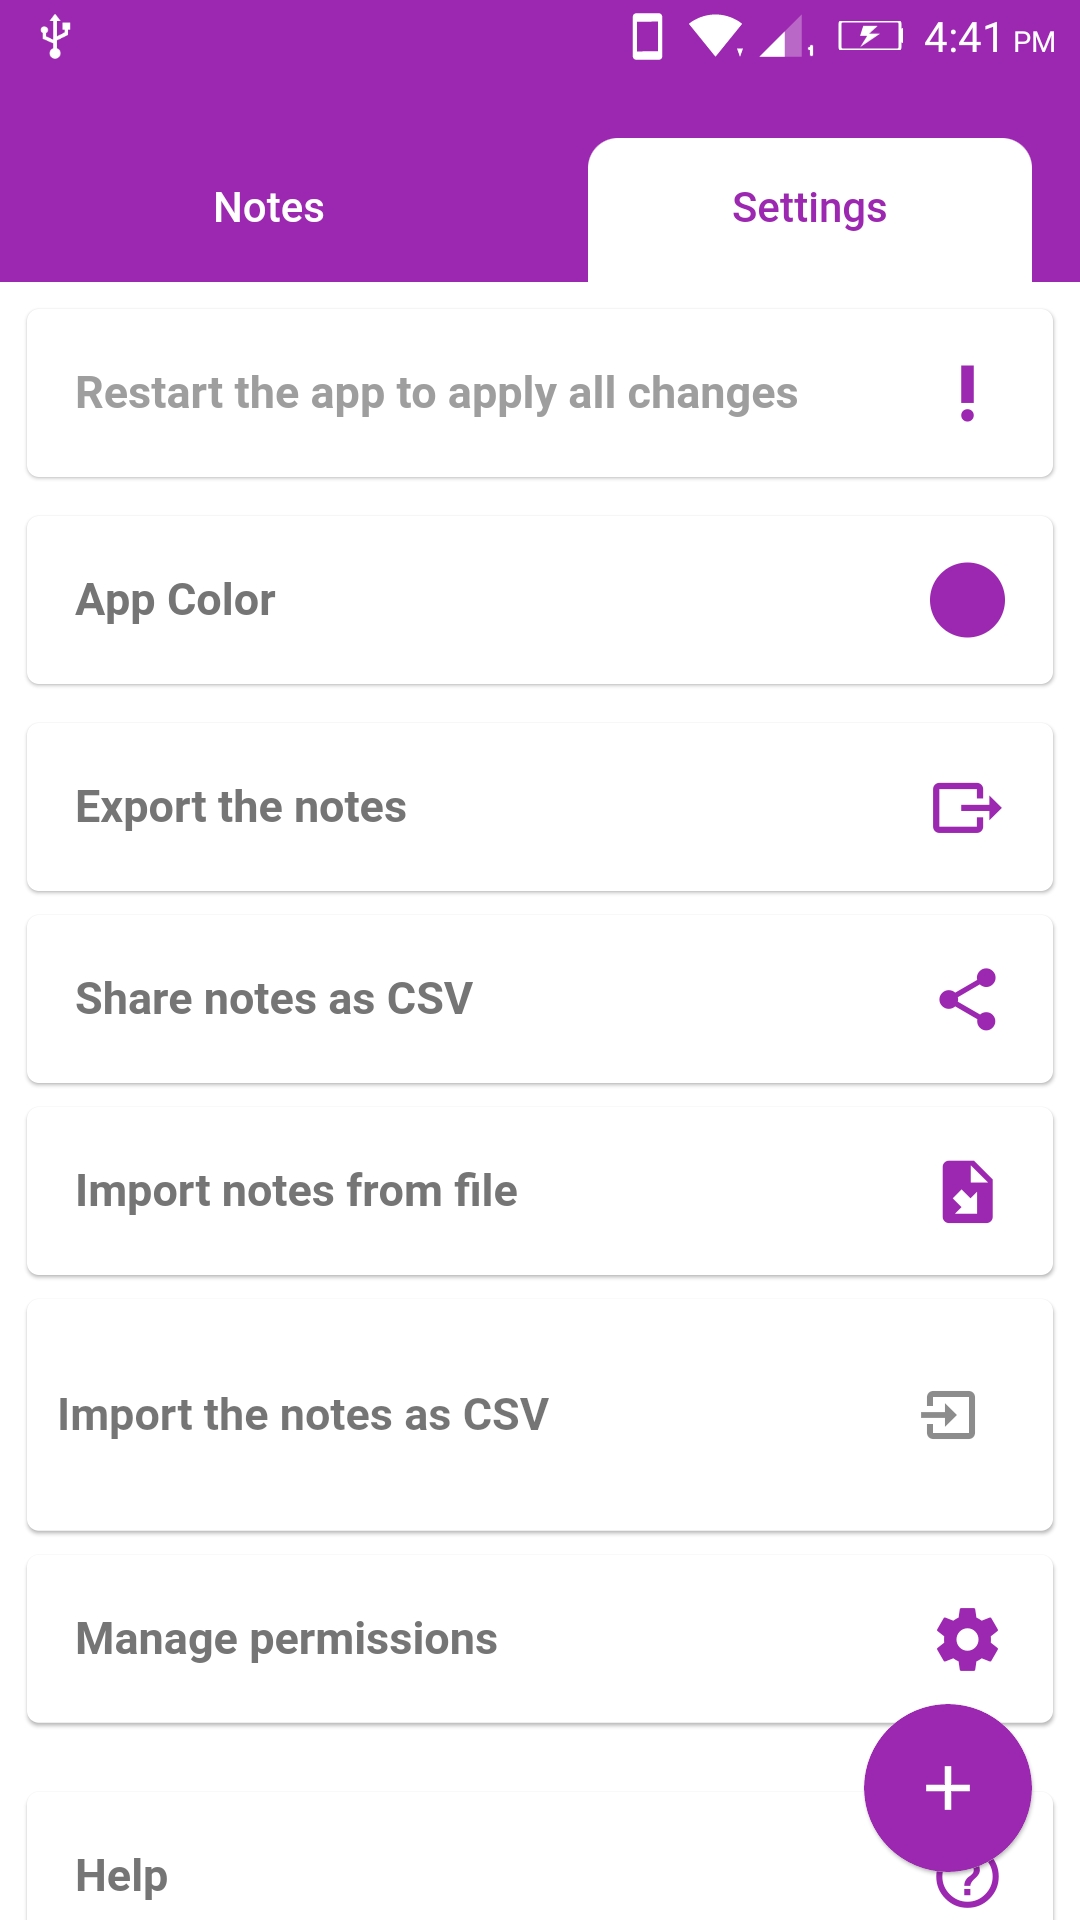 4:41 PM
Notes
Settings
Restart the app to apply all changes
App Color
Export the notes
Share notes as CSV
Import notes from file
Import the notes as CSV
Manage permissions
Help